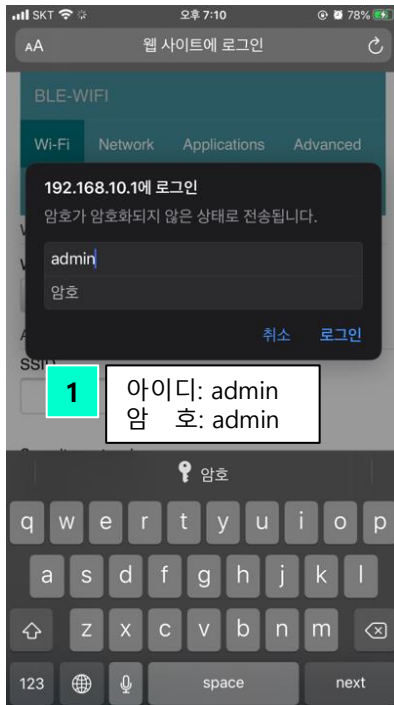 SKT 오후 7:10 78%
AA 웹 사이트에 로그인
BLE-WIFI
Wi-Fi Network Applications Advanced
192.168.10.1에 로그인
암호가 암호화되지 않은 상태로 전송됩니다.
admin
암호
취소 로그인
SSID
1
아이디: admin
암 호: admin
암호
q w e r t y u i o p
a s d f g h j k l
z x c v b n m
123 space next